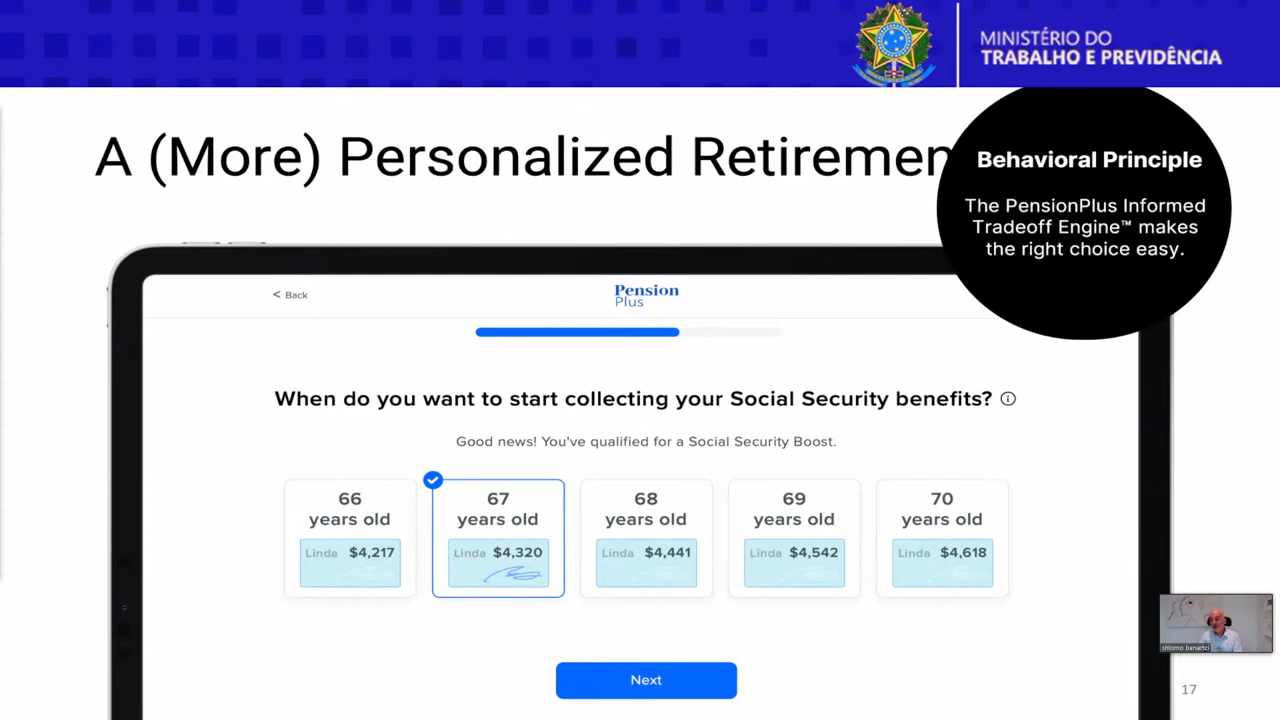 MINISTÉRIO DO
TRABALHO E PREVIDÊNCIA
A (More) Personalized Retiremen
Behavioral Principle
The PensionPlus Informed
Tradeoff Engine™ makes
the right choice easy.
< Back
Pension
Plus
When do you want to start collecting your Social Security benefits?
Good news! You've qualified for a Social Security Boost.
66
years old
Linda $4,217
67
years old
Linda $4,320
68
years old
Linda $4,441
69
years old
Linda $4,542
70
years old
Linda $4,618
Next
shlomo benartzi
17